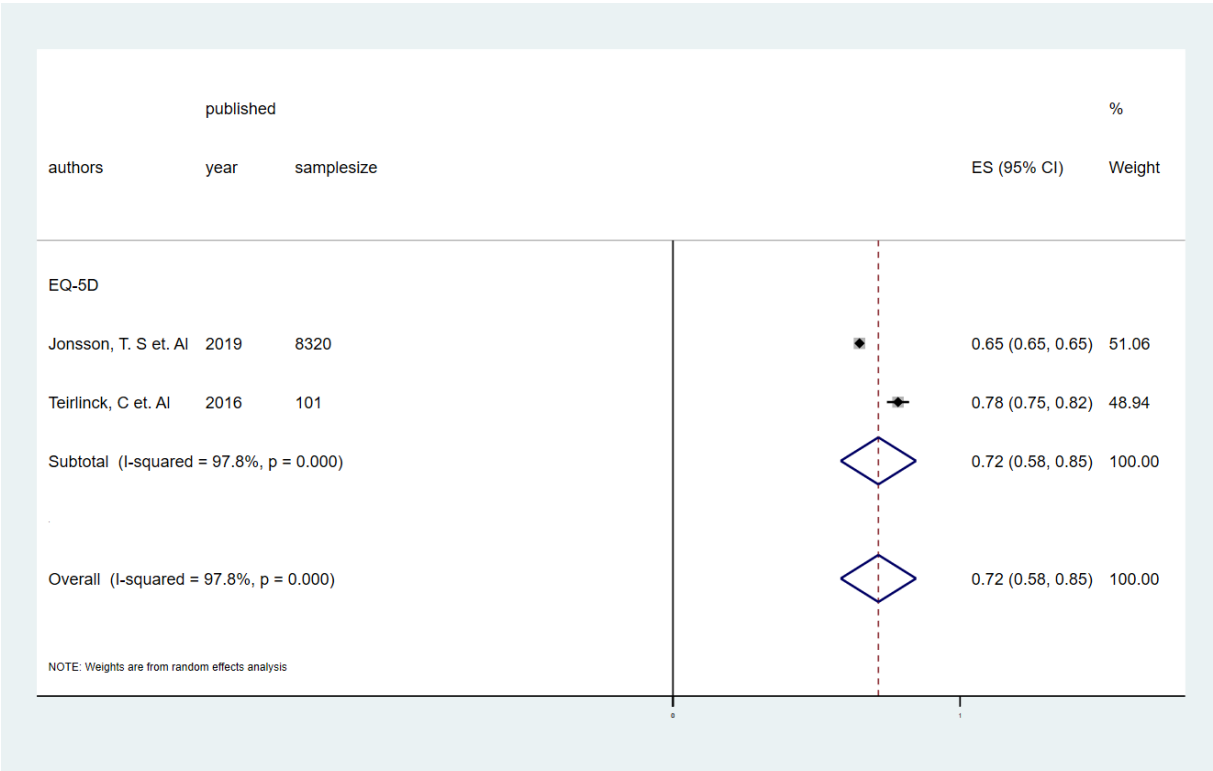 published %
authors year samplesize ES (95% CI) Weight
EQ-5D
Jonsson, T. S et. Al 2019 8320 0.65 (0.65, 0.65) 51.06
Teirlinck, C et. Al 2016 101 0.78 (0.75, 0.82) 48.94
Subtotal (I-squared = 97.8%, p = 0.000) 0.72 (0.58, 0.85) 100.00
.
Overall (I-squared = 97.8%, p = 0.000) 0.72 (0.58, 0.85) 100.00
NOTE: Weights are from random effects analysis
0 1